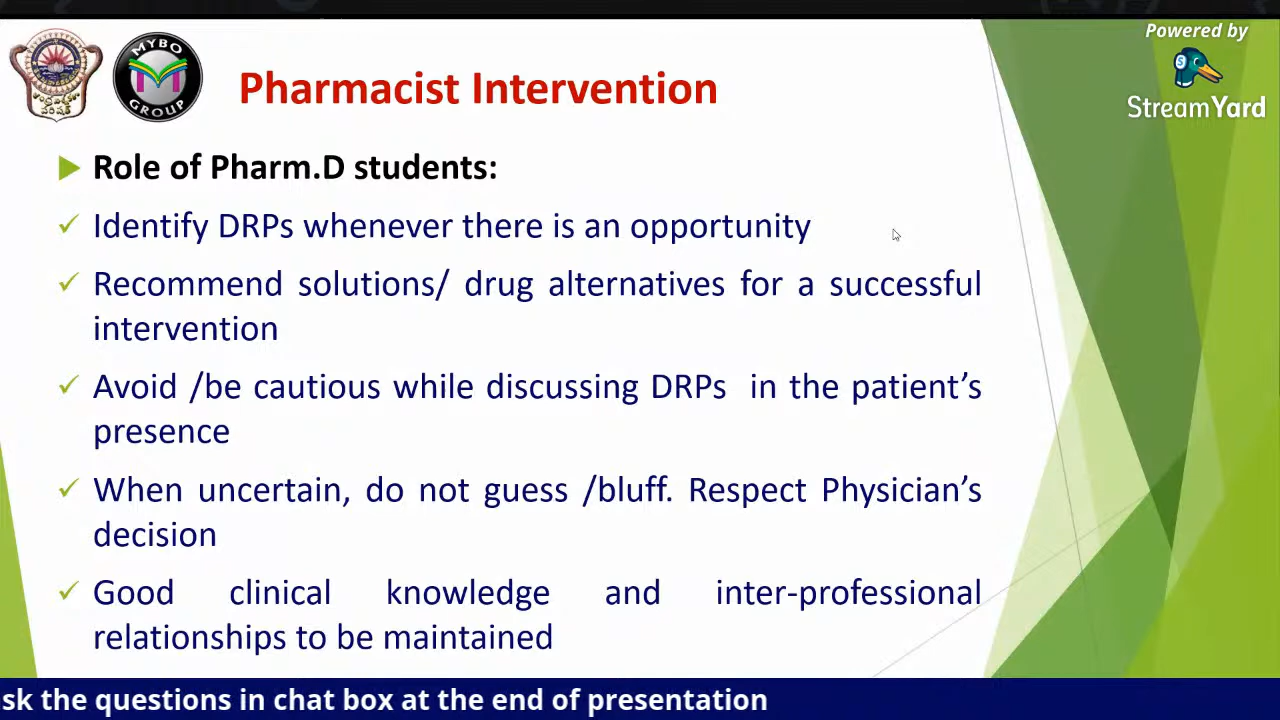 Powered by
StreamYard
MYBO
GROUP
Pharmacist Intervention
Role of Pharm.D students:
Identify DRPs whenever there is an opportunity
Recommend solutions/ drug alternatives for a successful
intervention
Avoid /be cautious while discussing DRPs in the patient’s
presence
When uncertain, do not guess /bluff. Respect Physician’s
decision
Good clinical knowledge and inter-professional
relationships to be maintained
sk the questions in chat box at the end of presentation